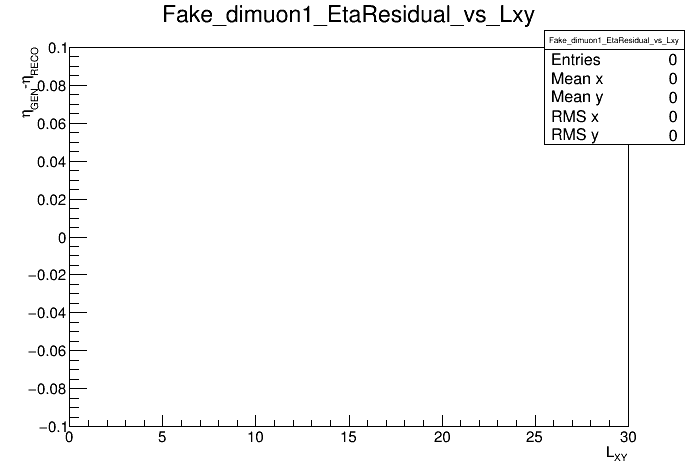 Fake_dimuon1_EtaResidual_vs_Lxy
Fake_dimuon1_EtaResidual_vs_Lxy
Entries 0
Mean x 0
Mean y 0
RMS x 0
RMS y 0
ηGEN-ηRECO
0.1
0.08
0.06
0.04
0.02
0
−0.02
−0.04
−0.06
−0.08
−0.1
0 5 10 15 20 25 30
LXY